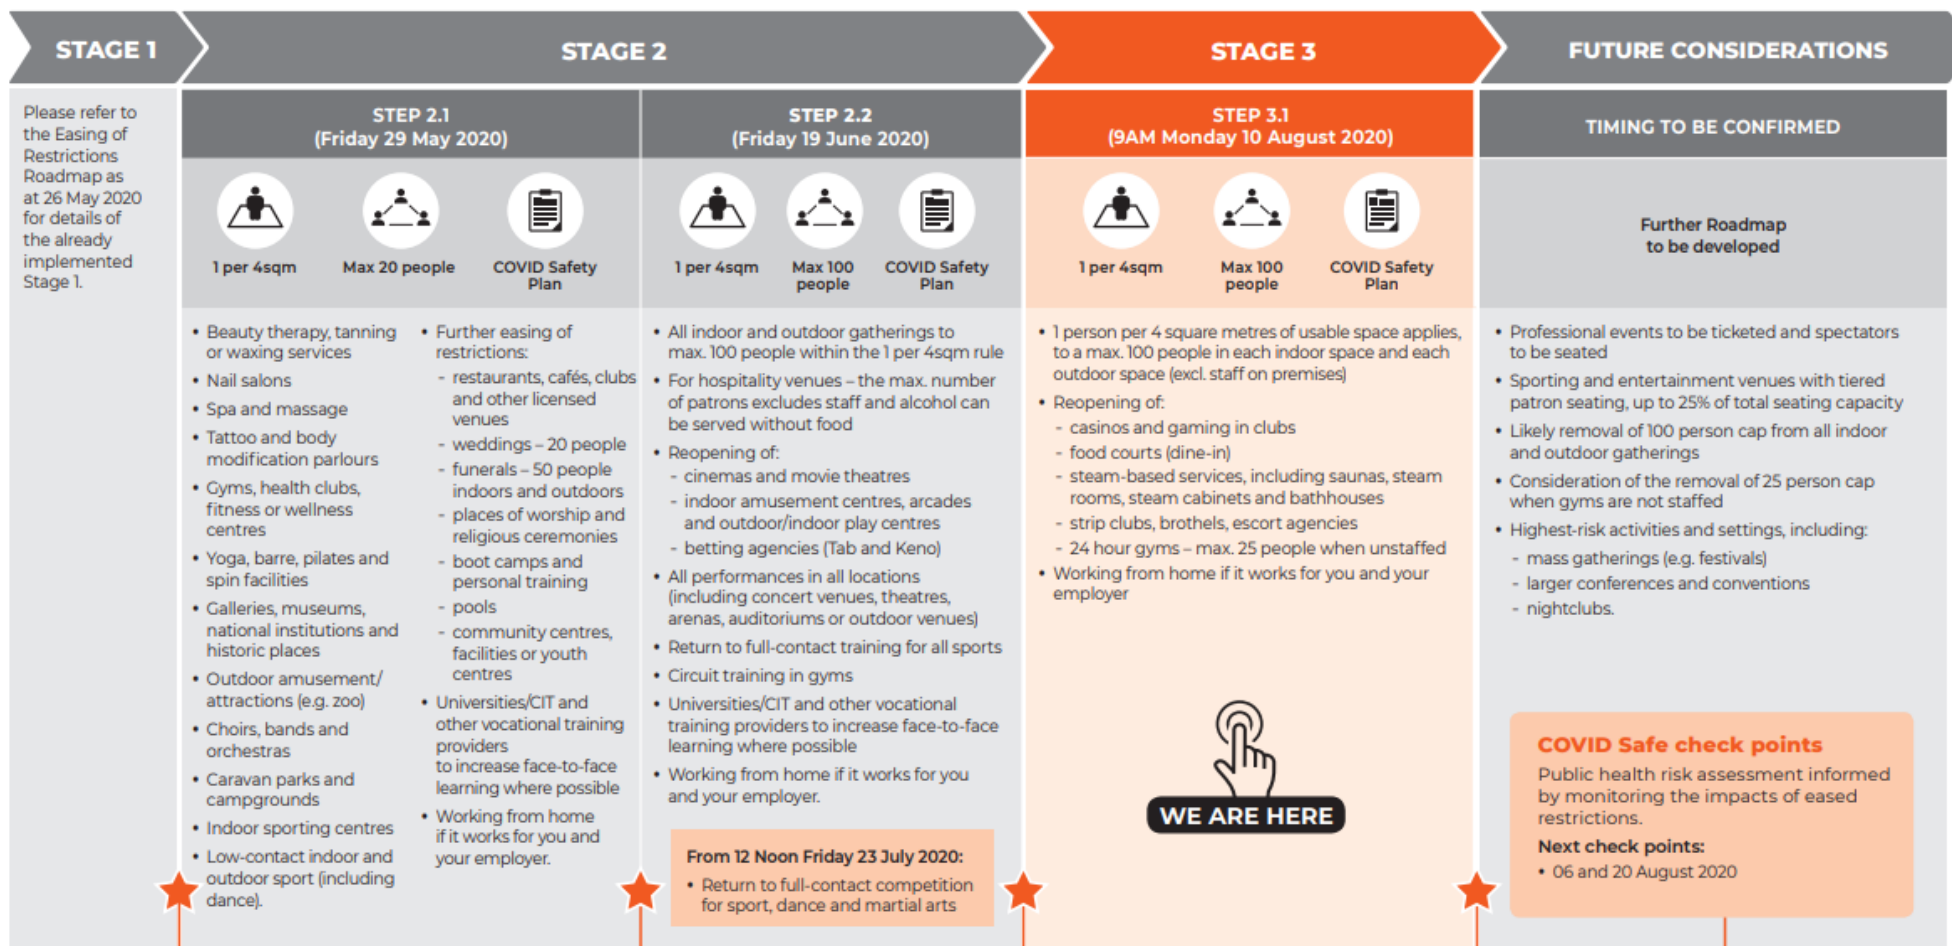 STAGE 1
STAGE 2
STAGE 3
FUTURE CONSIDERATIONS
Please refer to
the Easing of
Restrictions
Roadmap as
at 26 May 2020
for details of
the already
implemented
Stage 1.
STEP 2.1
(Friday 29 May 2020)
1 per 4sqm
Max 20 people
COVID Safety
Plan
• Beauty therapy, tanning
or waxing services
• Nail salons
• Spa and massage
• Tattoo and body
modification parlours
• Gyms, health clubs,
fitness or wellness
centres
• Yoga, barre, pilates and
spin facilities
• Galleries, museums,
national institutions and
historic places
• Outdoor amusement/
attractions (e.g. zoo)
• Choirs, bands and
orchestras
• Caravan parks and
campgrounds
• Indoor sporting centres
• Low-contact indoor and
outdoor sport (including
dance).
• Further easing of
restrictions:
- restaurants, cafés, clubs
and other licensed
venues
- weddings – 20 people
- funerals – 50 people
indoors and outdoors
- places of worship and
religious ceremonies
- boot camps and
personal training
- pools
- community centres,
facilities or youth
centres
• Universities/CIT and
other vocational training
providers
to increase face-to-face
learning where possible
• Working from home
if it works for you and
your employer.
STEP 2.2
(Friday 19 June 2020)
1 per 4sqm
Max 100
people
COVID Safety
Plan
• All indoor and outdoor gatherings to
max. 100 people within the 1 per 4sqm rule
• For hospitality venues – the max. number
of patrons excludes staff and alcohol can
be served without food
• Reopening of:
- cinemas and movie theatres
- indoor amusement centres, arcades
and outdoor/indoor play centres
- betting agencies (Tab and Keno)
• All performances in all locations
(including concert venues, theatres,
arenas, auditoriums or outdoor venues)
• Return to full-contact training for all sports
• Circuit training in gyms
• Universities/CIT and other vocational
training providers to increase face-to-face
learning where possible
• Working from home if it works for you
and your employer.
From 12 Noon Friday 23 July 2020:
• Return to full-contact competition
for sport, dance and martial arts
STEP 3.1
(9AM Monday 10 August 2020)
1 per 4sqm
Max 100
people
COVID Safety
Plan
• 1 person per 4 square metres of usable space applies,
to a max. 100 people in each indoor space and each
outdoor space (excl. staff on premises)
• Reopening of:
- casinos and gaming in clubs
- food courts (dine-in)
- steam-based services, including saunas, steam
rooms, steam cabinets and bathhouses
- strip clubs, brothels, escort agencies
- 24 hour gyms – max. 25 people when unstaffed
• Working from home if it works for you and your
employer
WE ARE HERE
TIMING TO BE CONFIRMED
Further Roadmap
to be developed
• Professional events to be ticketed and spectators
to be seated
• Sporting and entertainment venues with tiered
patron seating, up to 25% of total seating capacity
• Likely removal of 100 person cap from all indoor
and outdoor gatherings
• Consideration of the removal of 25 person cap
when gyms are not staffed
• Highest-risk activities and settings, including:
- mass gatherings (e.g. festivals)
- larger conferences and conventions
- nightclubs.
COVID Safe check points
Public health risk assessment informed
by monitoring the impacts of eased
restrictions.
Next check points:
• 06 and 20 August 2020